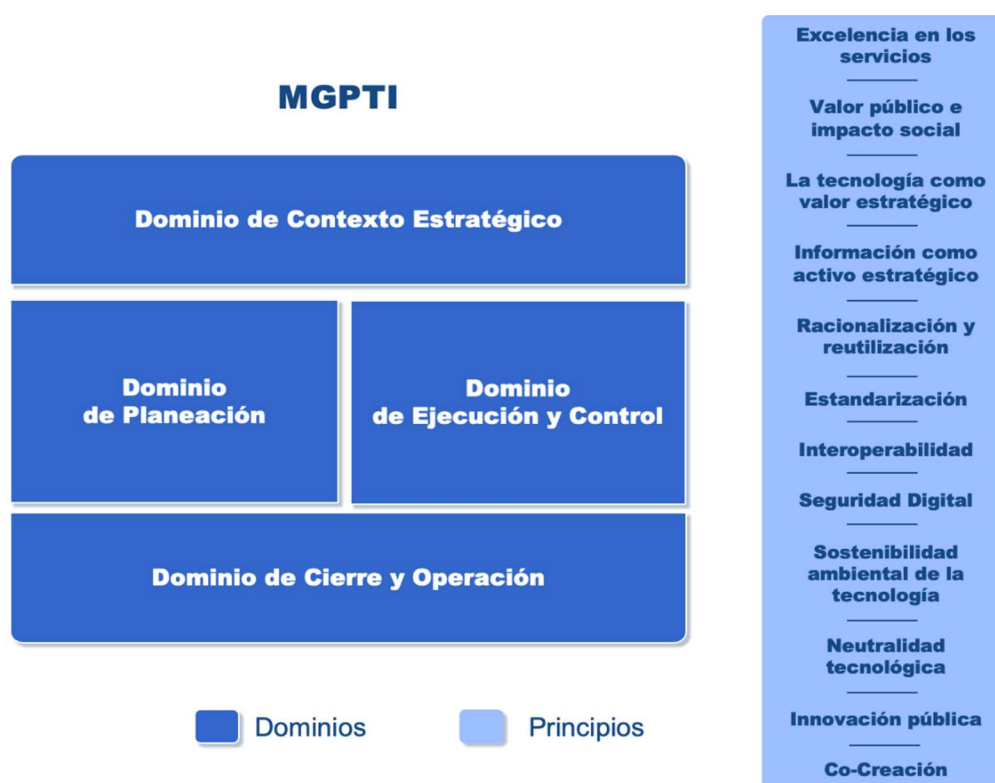 MGPTI
Dominio de Contexto Estratégico
Dominio
de Planeación
Dominio
de Ejecución y Control
Dominio de Cierre y Operación
Dominios
Principios
Excelencia en los
servicios
Valor público e
impacto social
La tecnología como
valor estratégico
Información como
activo estratégico
Racionalización y
reutilización
Estandarización
Interoperabilidad
Seguridad Digital
Sostenibilidad
ambiental de la
tecnología
Neutralidad
tecnológica
Innovación pública
Co-Creación